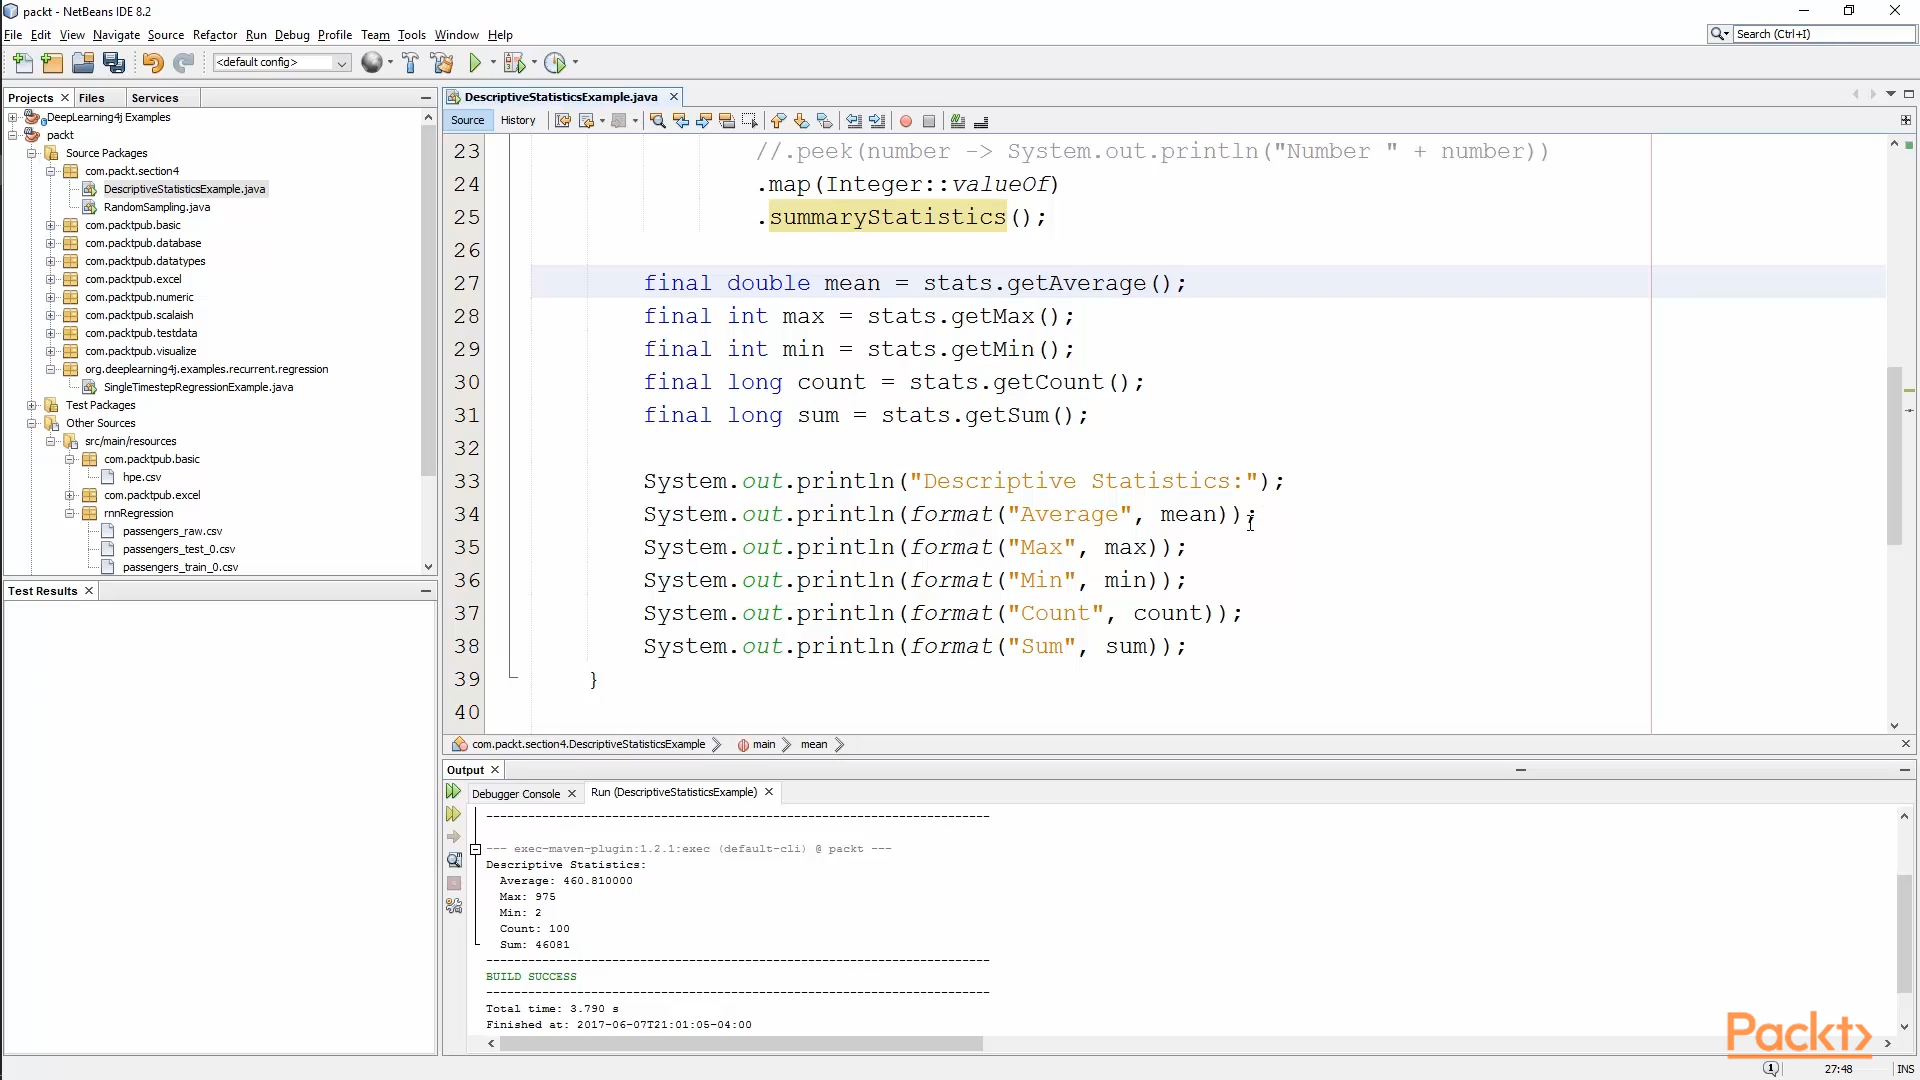 packt - NetBeans IDE 8.2
File Edit View Navigate Source Refactor Run Debug Profile Team Tools Window Help
Search (Ctrl+I)
<default config>
Projects Files Services
DeepLearning4j Examples
packt
Source Packages
com.packt.section4
DescriptiveStatisticsExample.java
RandomSampling.java
com.packtpub.basic
com.packtpub.database
com.packtpub.datatypes
com.packtpub.excel
com.packtpub.numeric
com.packtpub.scalaish
com.packtpub.testdata
com.packtpub.visualize
org.deeplearning4j.examples.recurrent.regression
SingleTimestepRegressionExample.java
Test Packages
Other Sources
src/main/resources
com.packtpub.basic
hpe.csv
com.packtpub.excel
rnnRegression
passengers_raw.csv
passengers_test_0.csv
passengers_train_0.csv
Test Results
DescriptiveStatisticsExample.java
Source History
23 //.peek(number -> System.out.println("Number " + number))
24 .map(Integer::valueOf)
25 .summaryStatistics();
26
27 final double mean = stats.getAverage();
28 final int max = stats.getMax();
29 final int min = stats.getMin();
30 final long count = stats.getCount();
31 final long sum = stats.getSum();
32
33 System.out.println("Descriptive Statistics:");
34 System.out.println(format("Average", mean));
35 System.out.println(format("Max", max));
36 System.out.println(format("Min", min));
37 System.out.println(format("Count", count));
38 System.out.println(format("Sum", sum));
39 }
40
com.packt.section4.DescriptiveStatisticsExample main mean
Output
Debugger Console Run (DescriptiveStatisticsExample)
------------------------------------------------------------------------
--- exec-maven-plugin:1.2.1:exec (default-cli) @ packt ---
Descriptive Statistics:
Average: 460.810000
Max: 975
Min: 2
Count: 100
Sum: 46081
------------------------------------------------------------------------
BUILD SUCCESS
------------------------------------------------------------------------
Total time: 3.790 s
Finished at: 2017-06-07T21:01:05-04:00
Packt>
1 27:48 INS